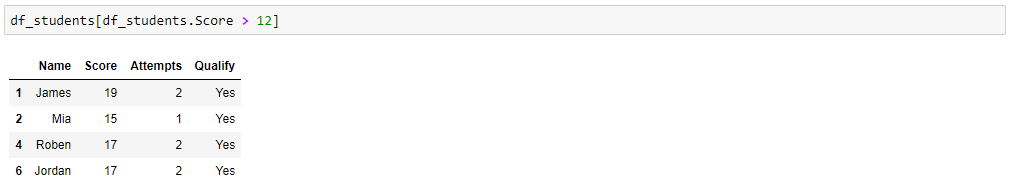 df_students[df_students.Score > 12]
Name Score Attempts Qualify
1 James 19 2 Yes
2 Mia 15 1 Yes
4 Roben 17 2 Yes
6 Jordan 17 2 Yes